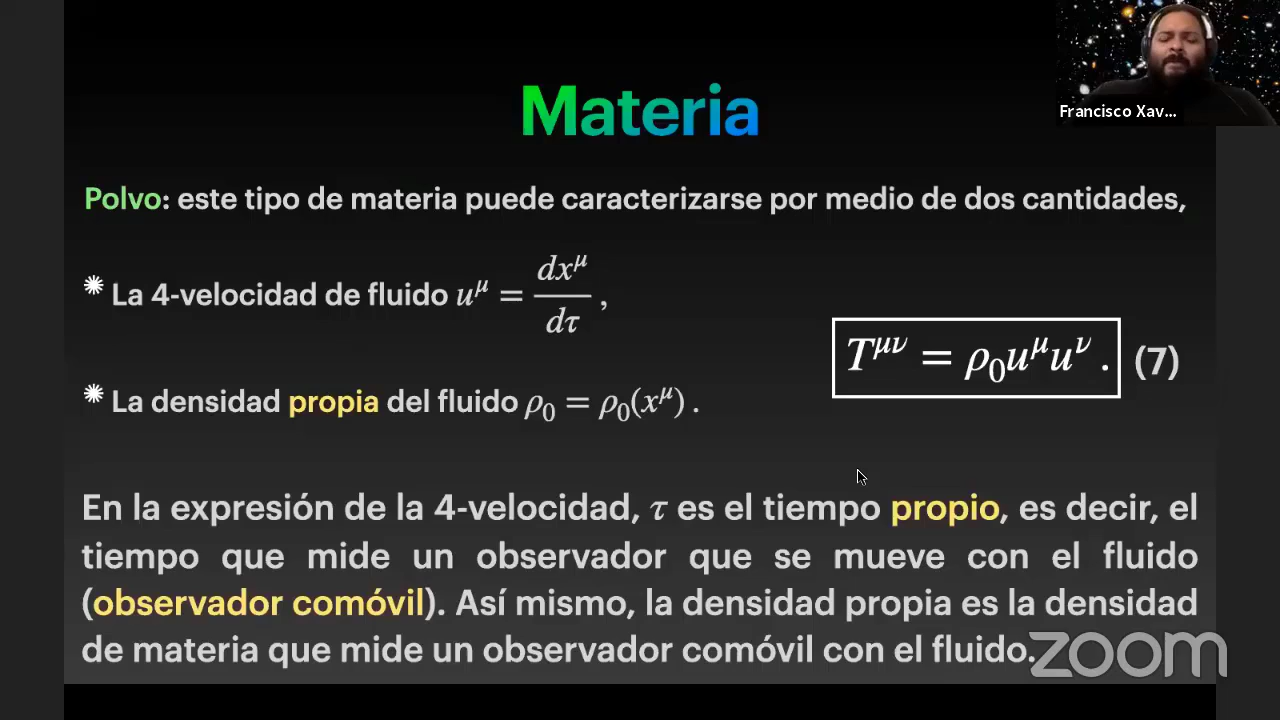 Francisco Xav...
Materia
Polvo: este tipo de materia puede caracterizarse por medio de dos cantidades,
* La 4-velocidad de fluido u^μ = dx^μ/dτ ,
T^{μν} = ρ_0 u^μ u^ν . (7)
* La densidad propia del fluido ρ_0 = ρ_0(x^μ) .
En la expresión de la 4-velocidad, τ es el tiempo propio, es decir, el
tiempo que mide un observador que se mueve con el fluido
(observador comóvil). Así mismo, la densidad propia es la densidad
de materia que mide un observador comóvil con el fluido.
zoom